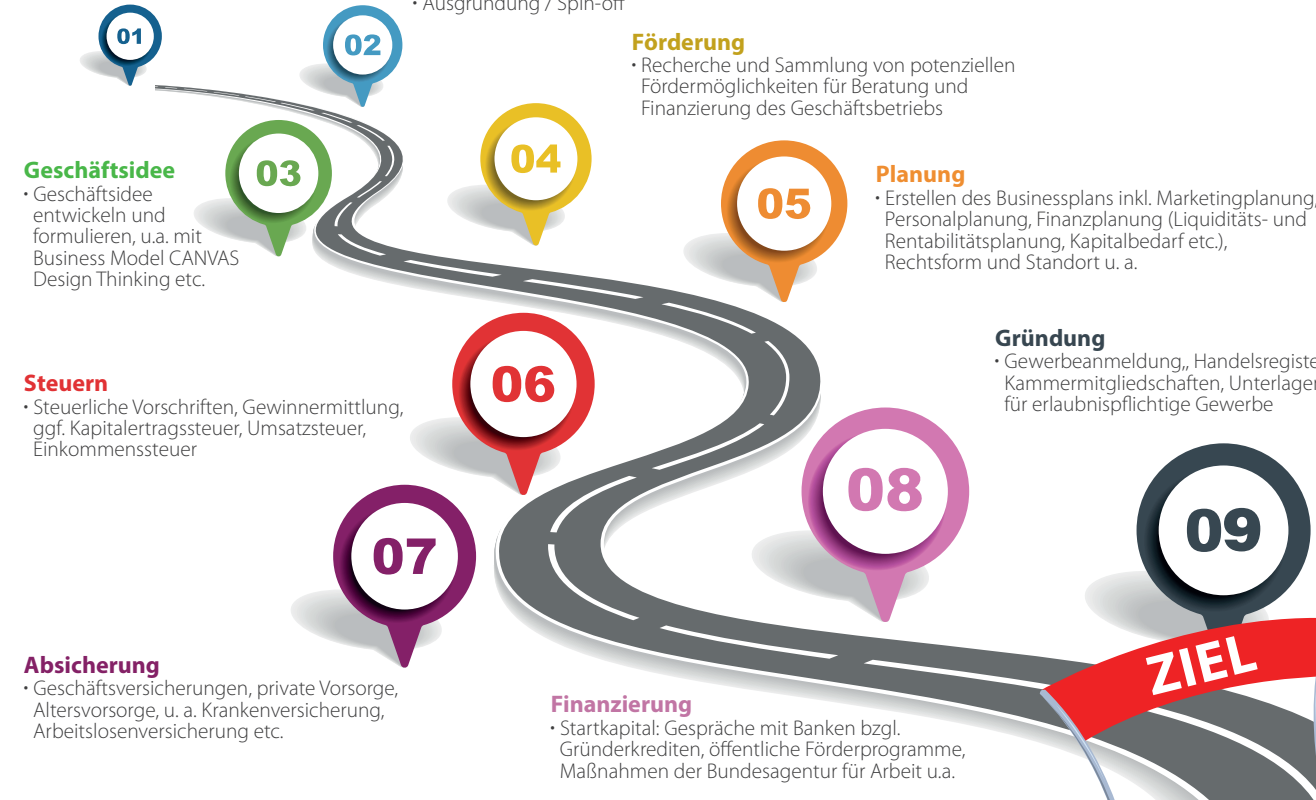 • Ausgründung / Spin-off
01
02
Förderung
• Recherche und Sammlung von potenziellen
Fördermöglichkeiten für Beratung und
Finanzierung des Geschäftsbetriebs
03
Geschäftsidee
• Geschäftsidee
entwickeln und
formulieren, u.a. mit
Business Model CANVAS
Design Thinking etc.
04
05
Planung
• Erstellen des Businessplans inkl. Marketingplanung,
Personalplanung, Finanzplanung (Liquiditäts- und
Rentabilitätsplanung, Kapitalbedarf etc.),
Rechtsform und Standort u. a.
06
Steuern
• Steuerliche Vorschriften, Gewinnermittlung,
ggf. Kapitalertragssteuer, Umsatzsteuer,
Einkommenssteuer
Gründung
• Gewerbeanmeldung,, Handelsregiste
Kammermitgliedschaften, Unterlagen
für erlaubnispflichtige Gewerbe
07
08
09
Absicherung
• Geschäftsversicherungen, private Vorsorge,
Altersvorsorge, u. a. Krankenversicherung,
Arbeitslosenversicherung etc.
Finanzierung
• Startkapital: Gespräche mit Banken bzgl.
Gründerkrediten, öffentliche Förderprogramme,
Maßnahmen der Bundesagentur für Arbeit u.a.
ZIEL